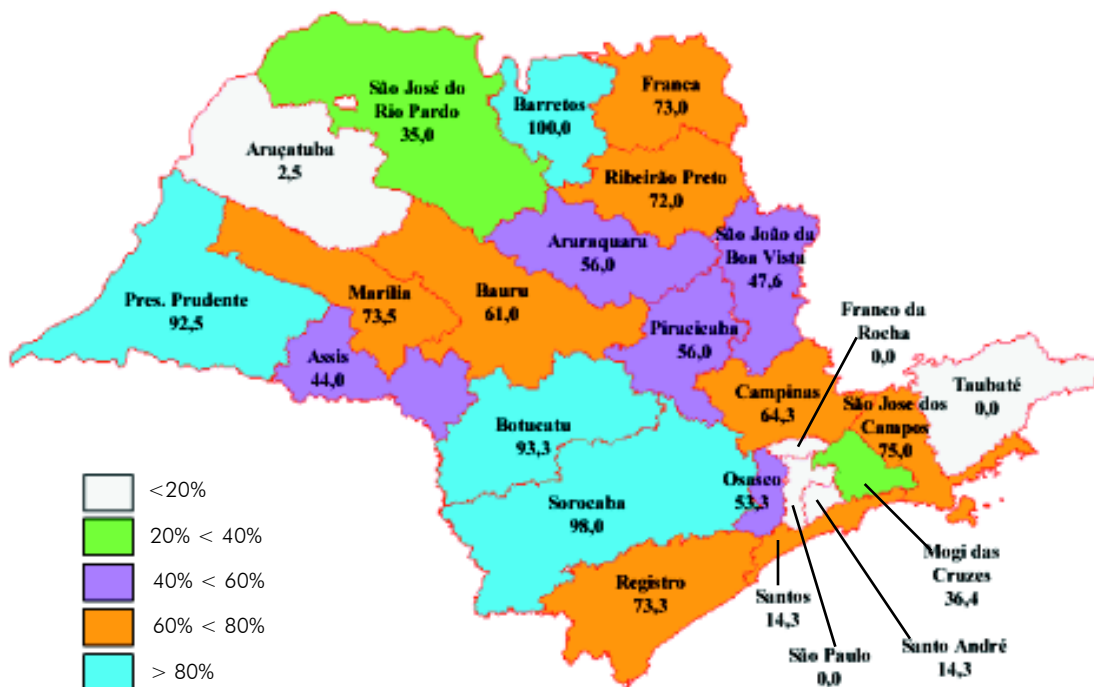 São José do
Rio Pardo
35,0
Barretos
100,0
Franca
73,0
Araçatuba
2,5
Ribeirão Preto
72,0
Araraquara
56,0
São João da
Boa Vista
47,6
Pres. Prudente
92,5
Marília
73,5
Bauru
61,0
Piracicaba
56,0
Franco da
Rocha
0,0
Assis
44,0
Campinas
64,3
São Jose dos
Campos
75,0
Taubaté
0,0
Botucatu
93,3
Sorocaba
98,0
Osasco
53,3
Registro
73,3
Santos
14,3
São Paulo
0,0
Santo André
14,3
Mogi das
Cruzes
36,4
<20%
20% < 40%
40% < 60%
60% < 80%
> 80%